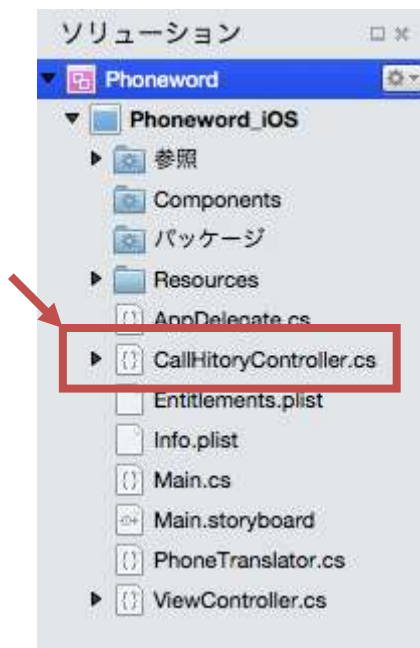 ソリューション
Phoneword
Phoneword_iOS
参照
Components
パッケージ
Resources
AppDelegate.cs
CallHitoryController.cs
Entitlements.plist
Info.plist
Main.cs
Main.storyboard
PhoneTranslator.cs
ViewController.cs